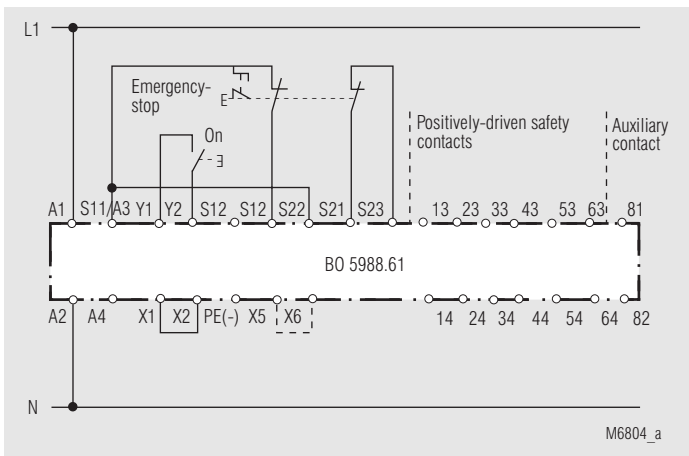 L1
Emergency-
stop
E
On
E
Positively-driven safety
contacts
Auxiliary
contact
A1 S11/A3 Y1 Y2 S12 S12 S22 S21 S23 13 23 33 43 53 63 81
BO 5988.61
A2 A4 X1 X2 PE(-) X5 X6 14 24 34 44 54 64 82
N
M6804_a